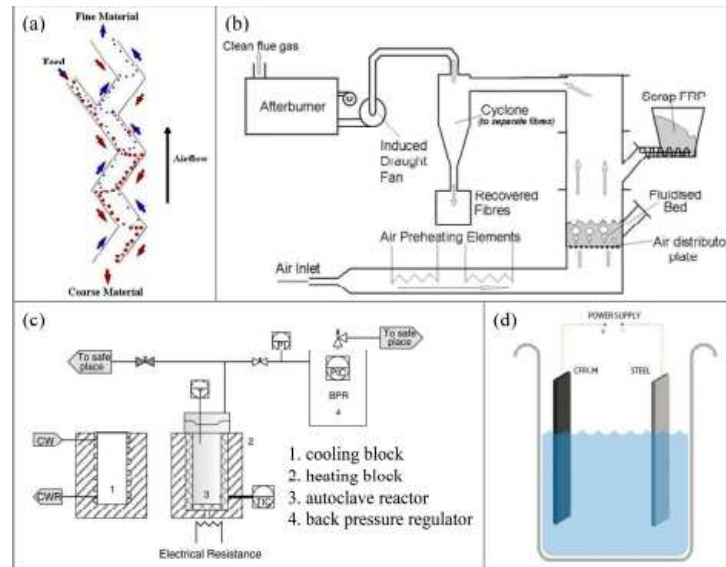 (a)
Fine Material
Feed
Airflow
Coarse Material
(b)
Clean flue gas
Afterburner
Induced
Draught
Fan
Cyclone
(to separate fibres)
Recovered
Fibres
Scrap FRP
Fluidised
Bed
Air distributor
plate
Air Preheating Elements
Air Inlet
(c)
To safe
place
To safe
place
PI
PIC
BPR
4
T
CW
CWR
1
2
3
TIC
Electrical Resistance
1. cooling block
2. heating block
3. autoclave reactor
4. back pressure regulator
(d)
POWER SUPPLY
STEEL